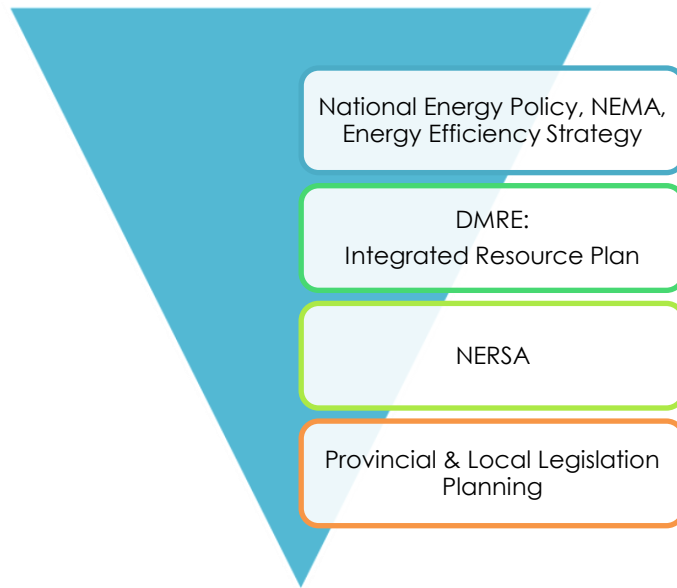 National Energy Policy, NEMA,
Energy Efficiency Strategy
DMRE:
Integrated Resource Plan
NERSA
Provincial & Local Legislation
Planning